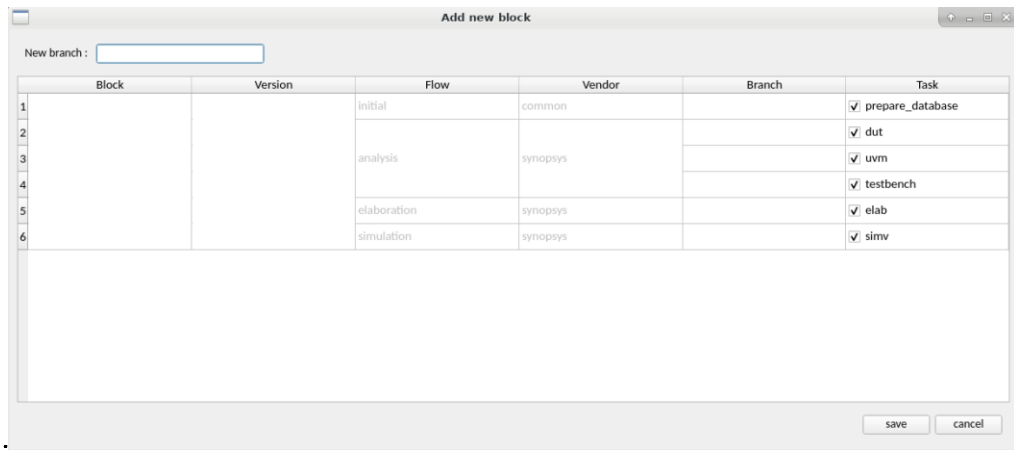 Add new block
New branch :
Block Version Flow Vendor Branch Task
1 initial common prepare_database
2 dut
3 analysis synopsys uvm
4 testbench
5 elaboration synopsys elab
6 simulation synopsys simv
save cancel
.